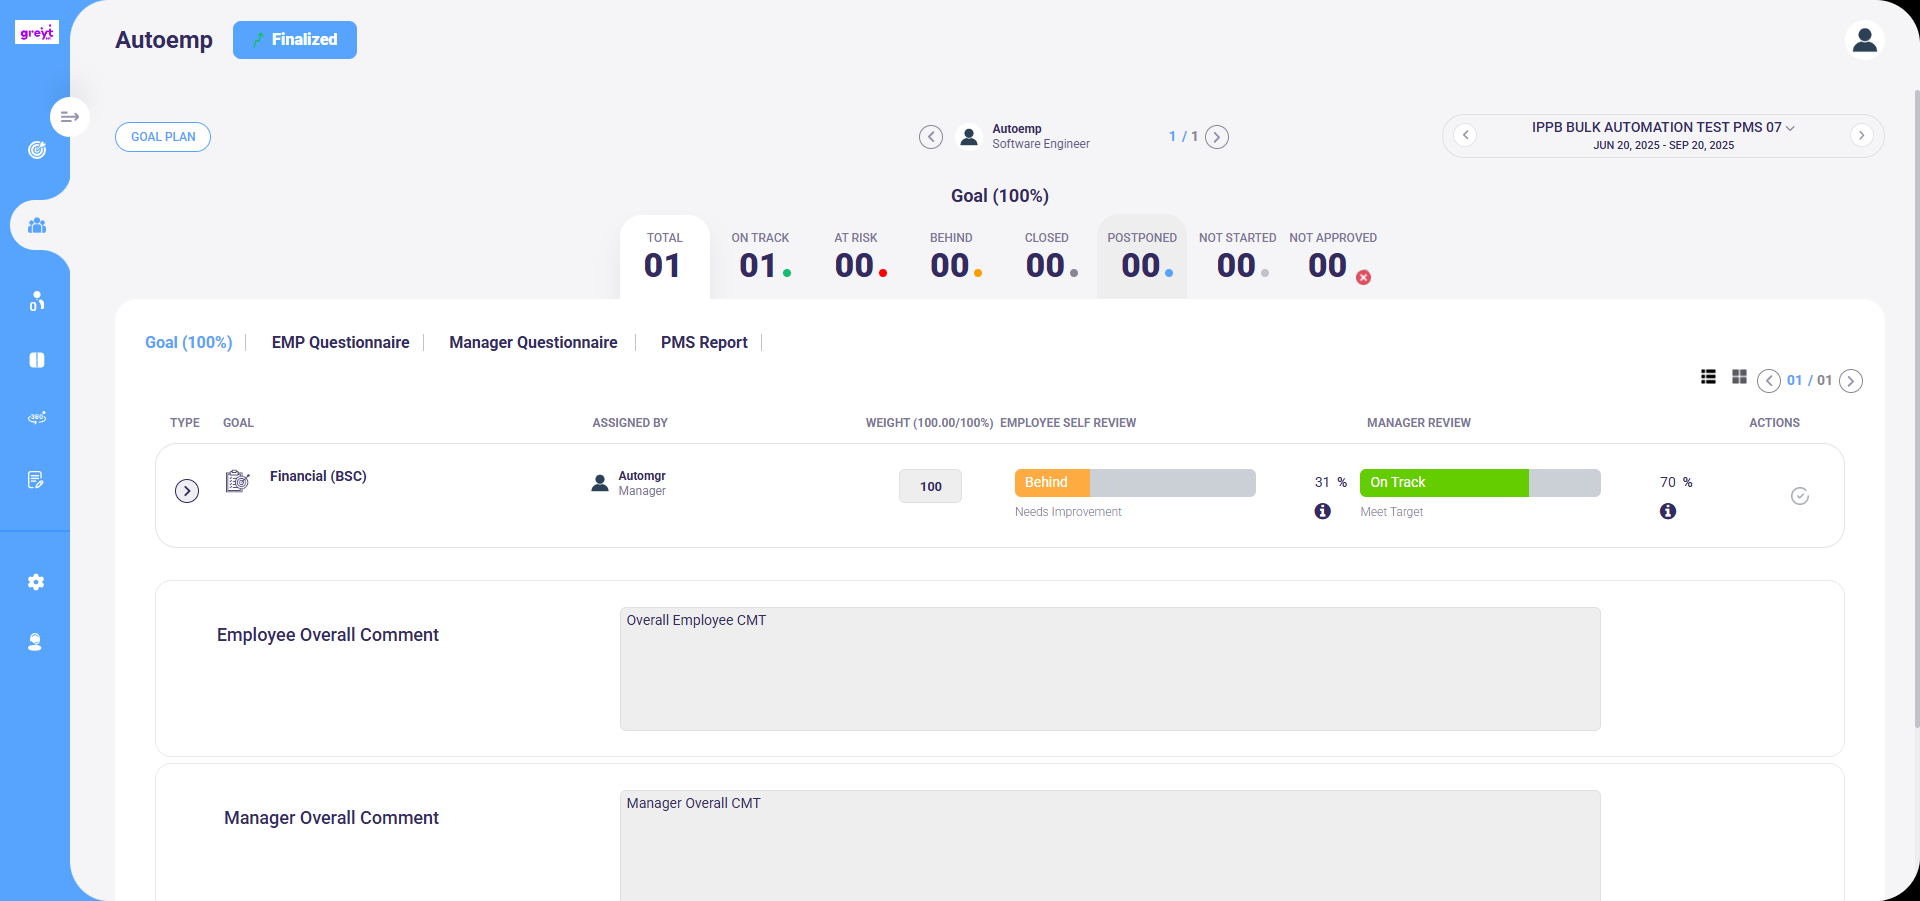 greyt
Autoemp
Finalized
GOAL PLAN
Autoemp
Software Engineer
1 / 1
IPPB BULK AUTOMATION TEST PMS 07
JUN 20, 2025 - SEP 20, 2025
Goal (100%)
TOTAL
01
ON TRACK
01
AT RISK
00
BEHIND
00
CLOSED
00
POSTPONED
00
NOT STARTED
00
NOT APPROVED
00
Goal (100%)
EMP Questionnaire
Manager Questionnaire
PMS Report
01 / 01
TYPE GOAL ASSIGNED BY WEIGHT (100.00/100%) EMPLOYEE SELF REVIEW MANAGER REVIEW ACTIONS
Financial (BSC)
Automgr
Manager
100
Behind
31 %
Needs Improvement
On Track
70 %
Meet Target
Employee Overall Comment
Overall Employee CMT
Manager Overall Comment
Manager Overall CMT
360